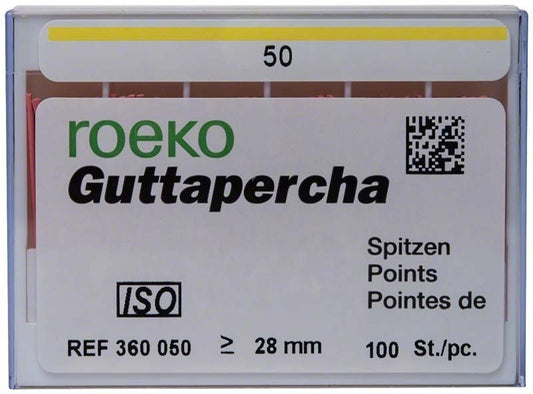 50
roeko
Guttapercha
Spitzen
Points
Pointes de
ISO
REF 360 050 ≥ 28 mm 100 St./pc.